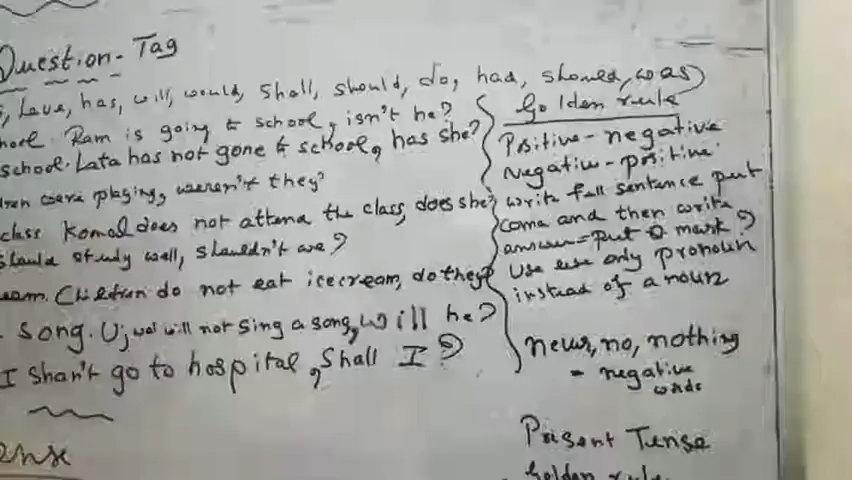 Question-Tag
, have, has, will, would, shall, should, do, had, should, was)
hool. Ram is going to school, isn't he?
school. Lata has not gone to school, has she?
ren were playing, weren't they?
class Komal does not attend the class, does she?
should study well, shouldn't we?
eam. Children do not eat icecream, do they?
song. Ujwal will not sing a song, will he?
I shan't go to hospital, shall I?
ense
Golden rule
Positive-negative
Negative-positive.
write full sentence put
coma and then write
answer=put ? mark
Use use only pronoun
instead of a noun
never, no, nothing
- negative
words
Present Tense
Golden rule